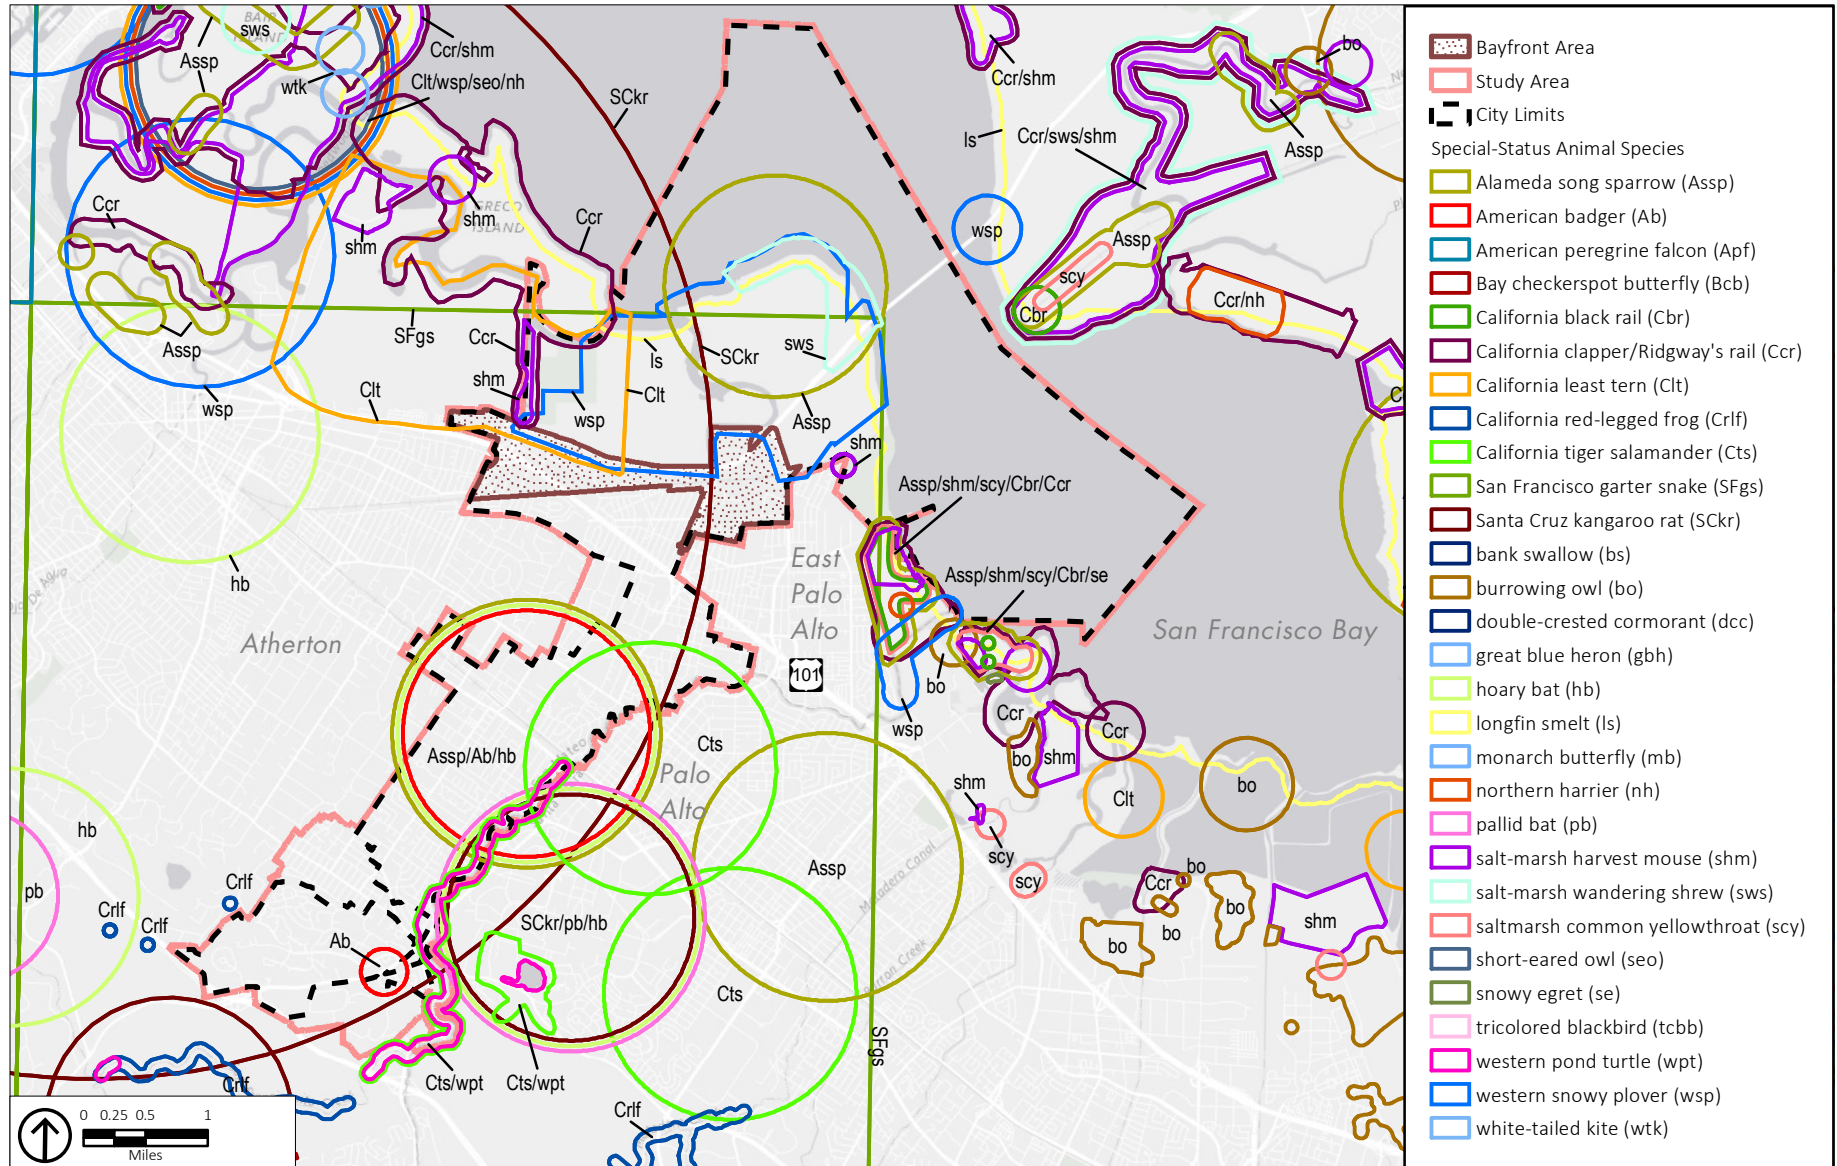 BAIR
ISLAND
sws
Assp
wtk
Ccr/shm
Clt/wsp/seo/nh
SCkr
Ccr/shm
bo
ls
Ccr/sws/shm
Assp
Ccr
shm
shm
GRECO
ISLAND
Ccr
wsp
Assp
scy
Cbr
Ccr/nh
SFgs
Ccr
ls
SCkr
sws
Assp
wsp
Clt
shm
wsp
Clt
Assp
shm
hb
Assp/shm/scy/Cbr/Ccr
East
Palo
Alto
Assp/shm/scy/Cbr/se
San Francisco Bay
Atherton
101
bo
wsp
Ccr
Ccr
bo
shm
Assp/Ab/hb
Cts
Palo
Alto
Clt
bo
shm
scy
scy
hb
pb
Assp
Matadero Canal
Ccr
bo
bo
bo
bo
shm
Crlf
Crlf
Crlf
Ab
SCkr/pb/hb
Cts
SFgs
Cts/wpt
Cts/wpt
Crlf
Crlf
0 0.25 0.5 1
Miles
Bayfront Area
Study Area
City Limits
Special-Status Animal Species
Alameda song sparrow (Assp)
American badger (Ab)
American peregrine falcon (Apf)
Bay checkerspot butterfly (Bcb)
California black rail (Cbr)
California clapper/Ridgway's rail (Ccr)
California least tern (Clt)
California red-legged frog (Crlf)
California tiger salamander (Cts)
San Francisco garter snake (SFgs)
Santa Cruz kangaroo rat (SCkr)
bank swallow (bs)
burrowing owl (bo)
double-crested cormorant (dcc)
great blue heron (gbh)
hoary bat (hb)
longfin smelt (ls)
monarch butterfly (mb)
northern harrier (nh)
pallid bat (pb)
salt-marsh harvest mouse (shm)
salt-marsh wandering shrew (sws)
saltmarsh common yellowthroat (scy)
short-eared owl (seo)
snowy egret (se)
tricolored blackbird (tcbb)
western pond turtle (wpt)
western snowy plover (wsp)
white-tailed kite (wtk)